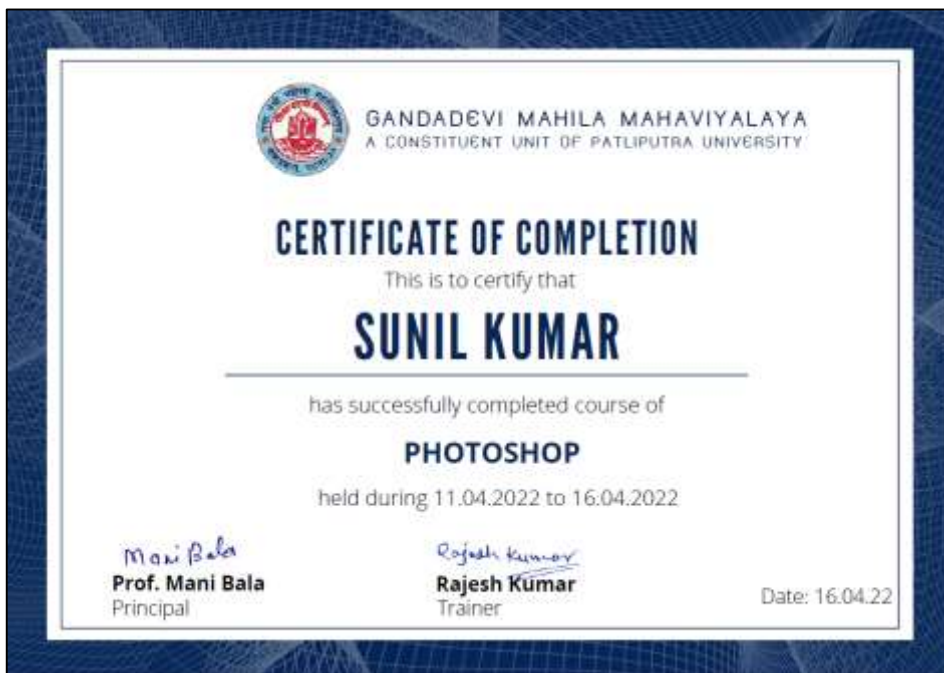 GANDADEVI MAHILA MAHAVIYALAYA
A CONSTITUENT UNIT OF PATLIPUTRA UNIVERSITY
CERTIFICATE OF COMPLETION
This is to certify that
SUNIL KUMAR
has successfully completed course of
PHOTOSHOP
held during 11.04.2022 to 16.04.2022
Mani Bala
Rajesh Kumar
Prof. Mani Bala
Rajesh Kumar
Principal
Trainer
Date: 16.04.22